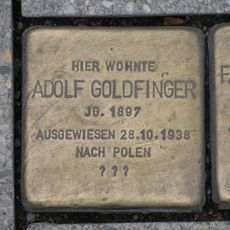 HIER WOHNTE
ADOLF GOLDFINGER
JG. 1897
AUSGEWIESEN 28.10.1938
NACH POLEN
? ? ?